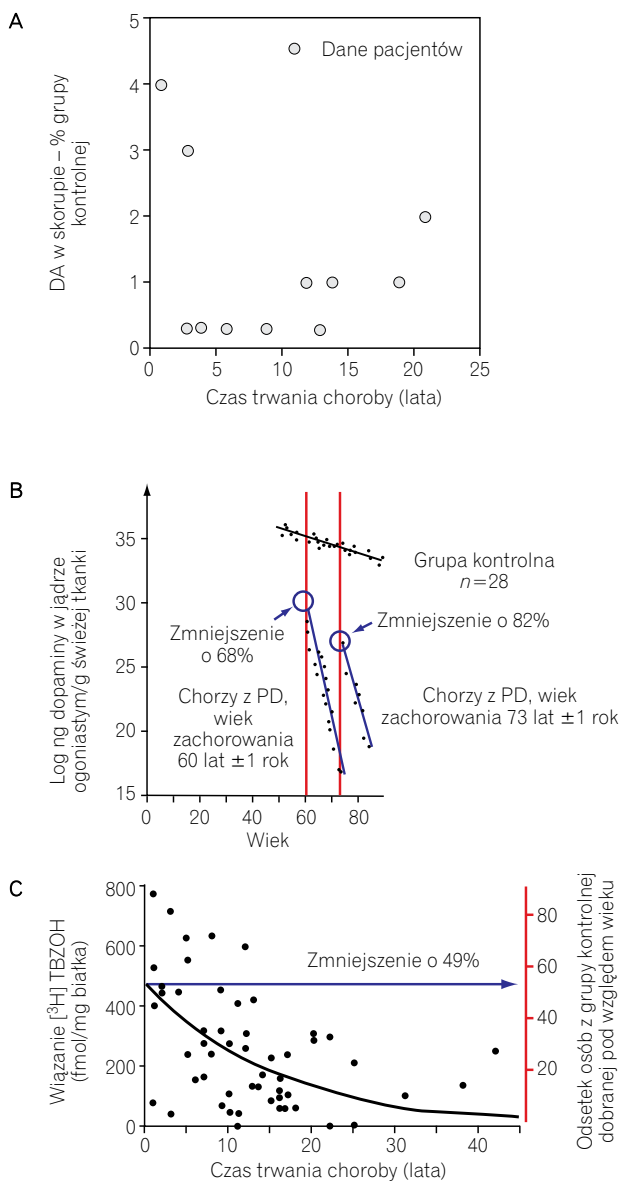 A
DA w skorupie – % grupy
kontrolnej
5
4
3
2
1
0
Dane pacjentów
0 5 10 15 20 25
Czas trwania choroby (lata)
B
Log ng dopaminy w jądrze
ogoniastym/g świeżej tkanki
35
30
25
20
15
Grupa kontrolna
n=28
Zmniejszenie
o 68%
Zmniejszenie o 82%
Chorzy z PD,
wiek
zachorowania
60 lat ±1 rok
Chorzy z PD, wiek
zachorowania 73 lat ±1 rok
0 20 40 60 80
Wiek
C
Wiązanie [³H] TBZOH
(fmol/mg białka)
800
600
400
200
0
Zmniejszenie o 49%
80
60
40
20
Odsetek osób z grupy kontrolnej
dobranej pod względem wieku
0 10 20 30 40
Czas trwania choroby (lata)